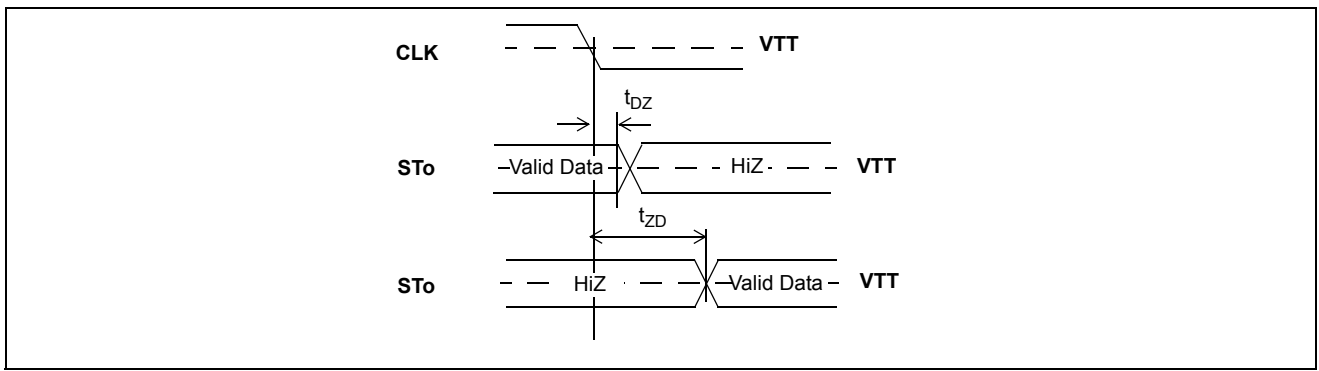 CLK VTT
tDZ
STo Valid Data HiZ VTT
tZD
STo HiZ Valid Data VTT